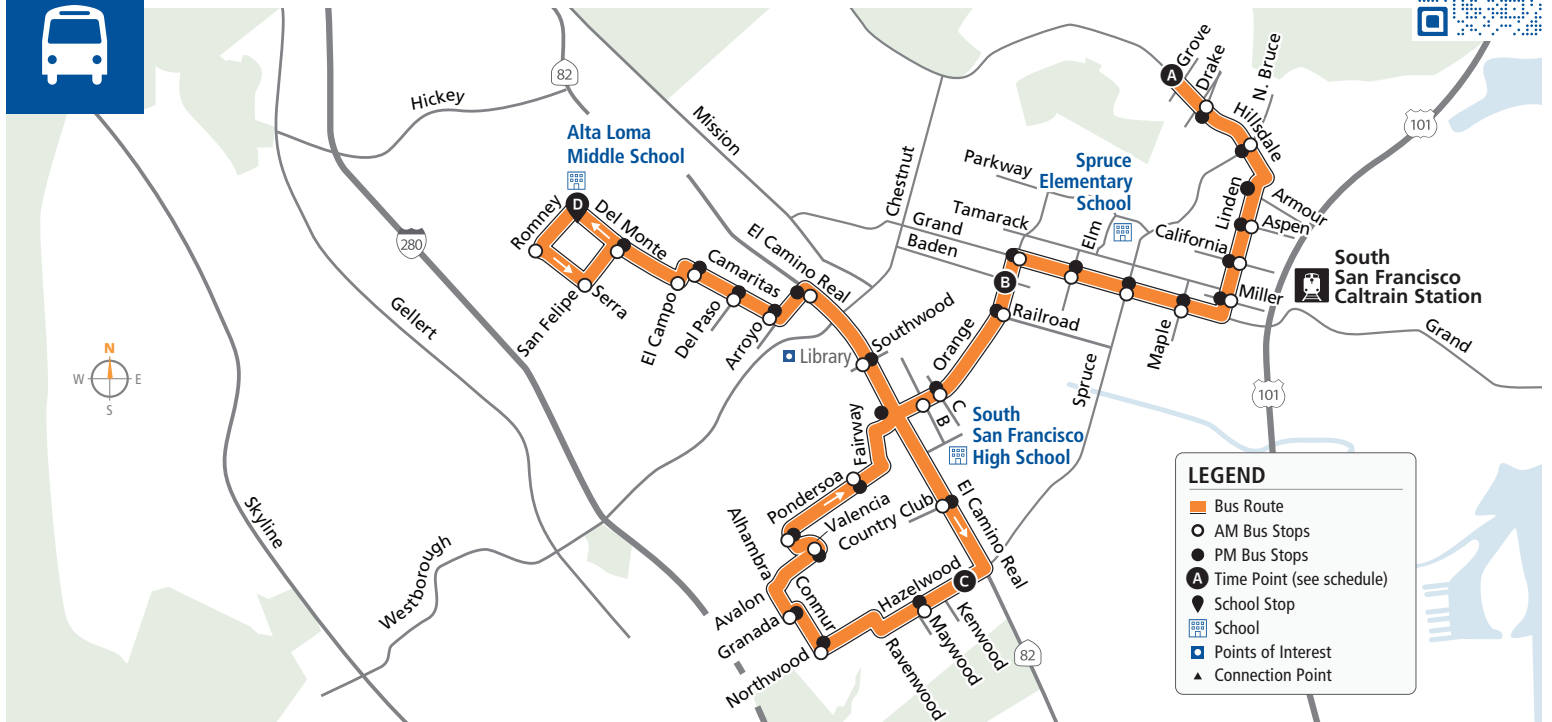 Grove
Drake
N. Bruce
A
Hillsdale
101
82
Hickey
Mission
Alta Loma
Middle School
Chestnut
Parkway
Spruce
Elementary
School
Linden
Armour
Aspen
Romney
D
Del Monte
Tamarack
Grand
Baden
Elm
California
280
El Camino Real
Camaritas
South
San Francisco
Caltrain Station
B
Miller
Railroad
San Felipe
Serra
El Campo
Del Paso
Arroyo
Southwood
Orange
Maple
Grand
Gellert
Library
Spruce
N
W
E
S
101
Fairway
C
B
South
San Francisco
High School
Pondersoa
Valencia
Country Club
El Camino Real
Skyline
Alhambra
Westborough
Avalon
Conmur
Granada
Hazelwood
C
Northwood
Ravenwood
Maywood
Kenwood
82
LEGEND
Bus Route
AM Bus Stops
PM Bus Stops
A Time Point (see schedule)
School Stop
School
Points of Interest
Connection Point